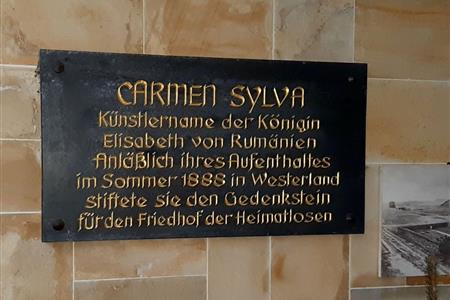 CARMEN SYLVA
Künstlername der Königin
Elisabeth von Rumänien
Anläßlich ihres Aufenthaltes
im Sommer 1888 in Westerland
stiftete sie den Gedenkstein
für den Friedhof der Heimatlosen